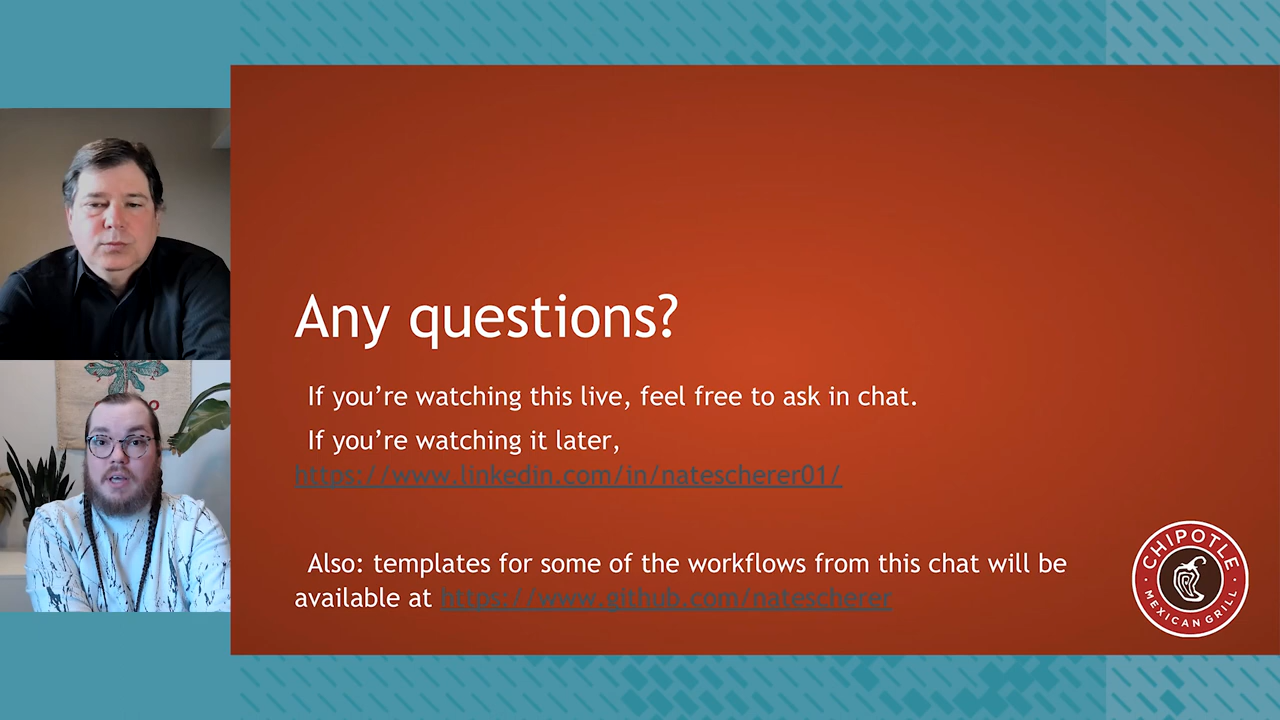 Any questions?
If you’re watching this live, feel free to ask in chat.
If you’re watching it later,
https://www.linkedin.com/in/natescherer01/
Also: templates for some of the workflows from this chat will be
available at https://www.github.com/natescherer
CHIPOTLE
MEXICAN GRILL